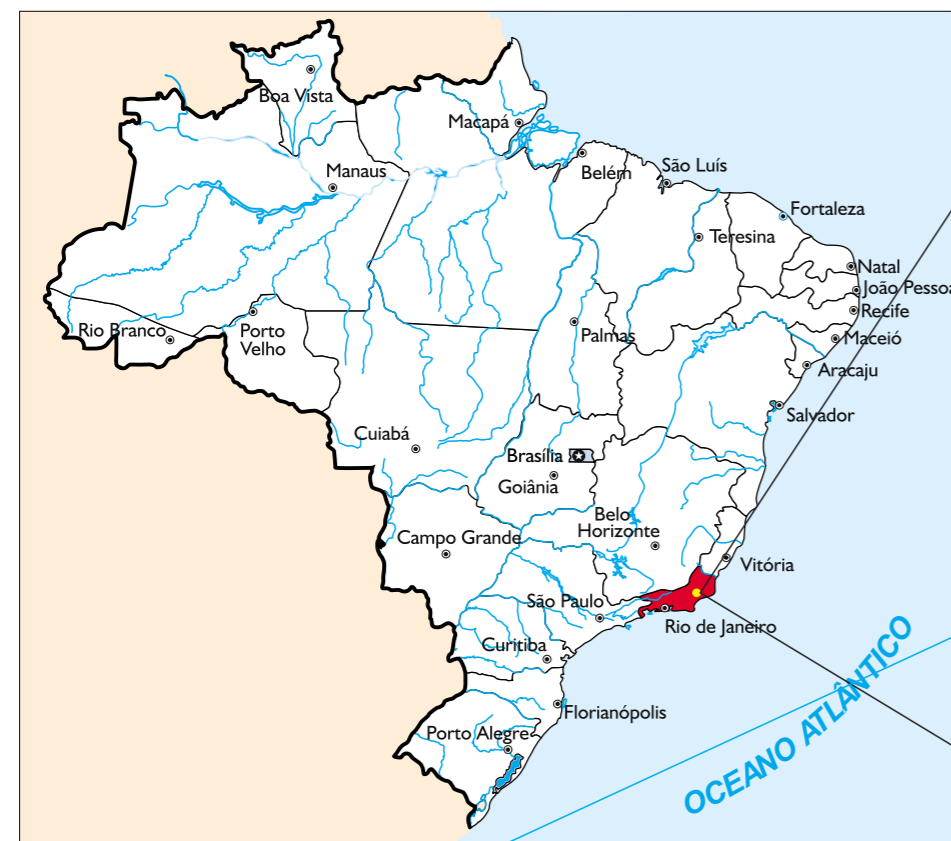 Boa Vista
Macapá
Manaus
Belém
São Luís
Fortaleza
Teresina
Natal
João Pessoa
Recife
Rio Branco
Porto
Velho
Palmas
Maceió
Aracaju
Salvador
Cuiabá
Brasília
Goiânia
Belo
Horizonte
Campo Grande
Vitória
São Paulo
Rio de Janeiro
Curitiba
Florianópolis
Porto Alegre
OCEANO ATLÂNTICO